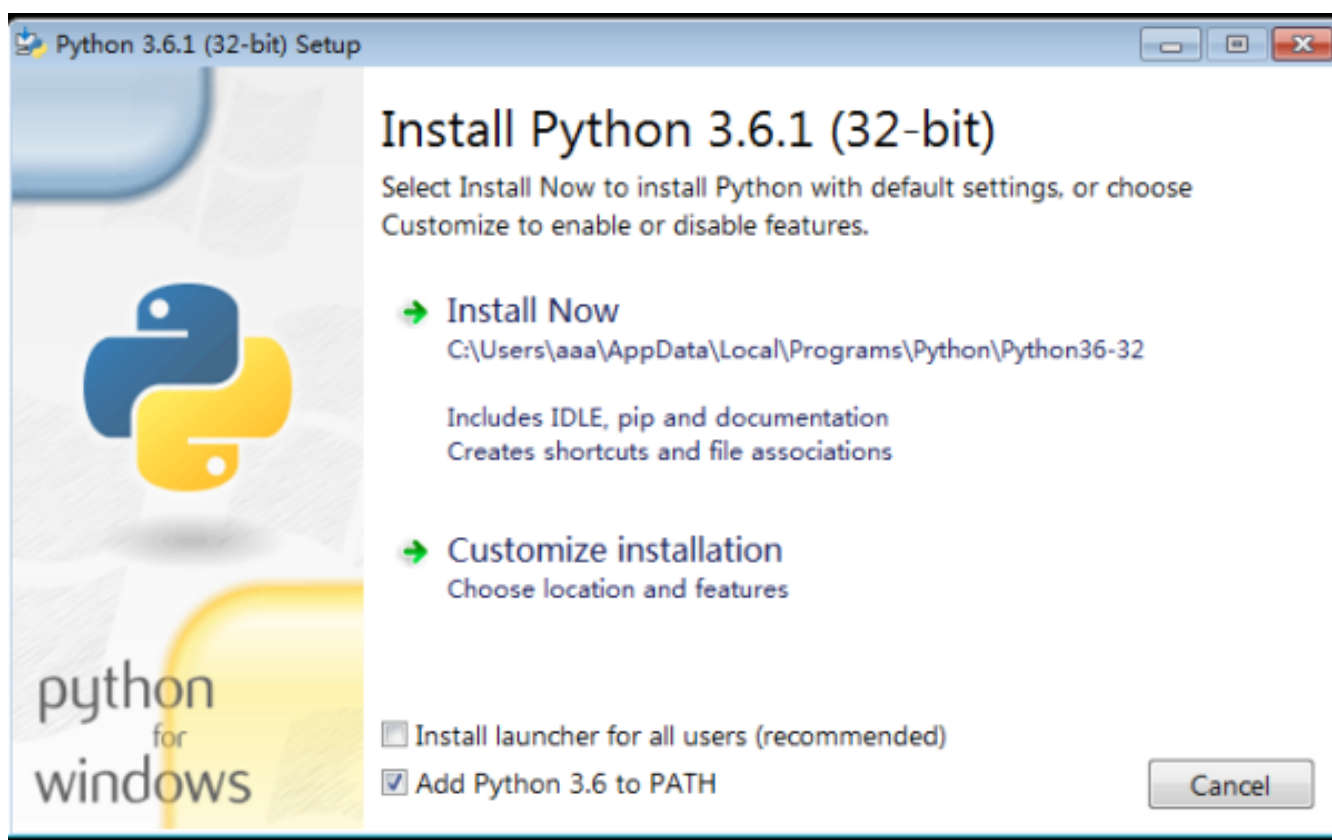 Python 3.6.1 (32-bit) Setup
Install Python 3.6.1 (32-bit)
Select Install Now to install Python with default settings, or choose
Customize to enable or disable features.
Install Now
C:\Users\aaa\AppData\Local\Programs\Python\Python36-32
Includes IDLE, pip and documentation
Creates shortcuts and file associations
Customize installation
Choose location and features
python
for
windows
Install launcher for all users (recommended)
Add Python 3.6 to PATH
Cancel